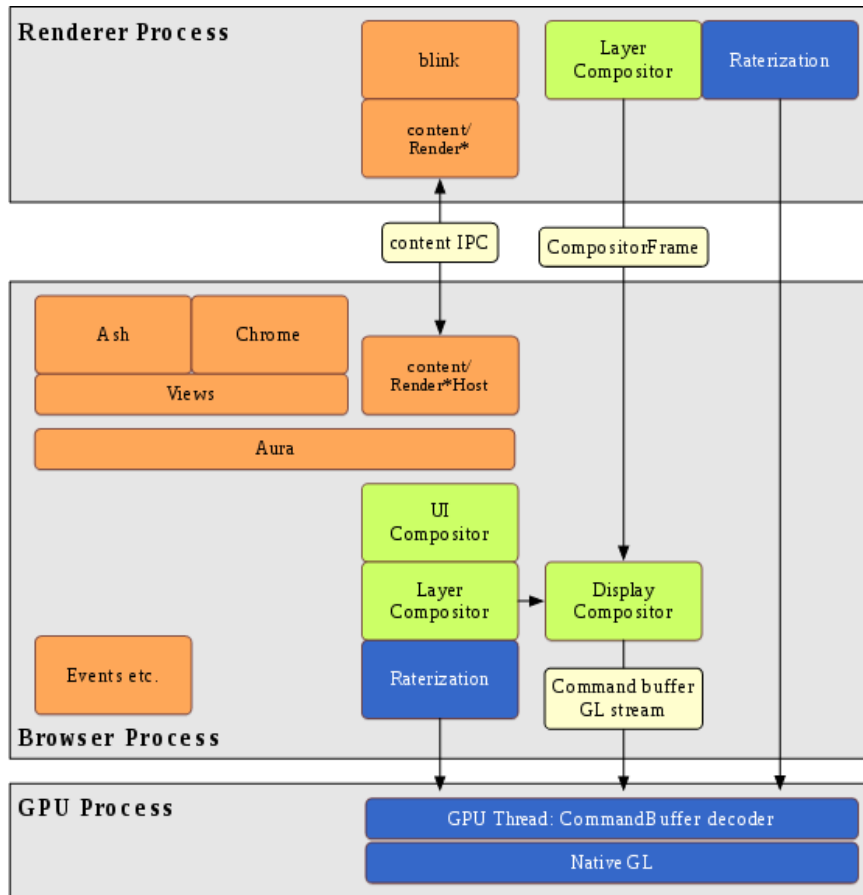 Renderer Process
blink
Layer
Compositor
Raterization
content/
Render*
content IPC
CompositorFrame
Ash
Chrome
content/
Render*Host
Views
Aura
UI
Compositor
Layer
Compositor
Display
Compositor
Events etc.
Raterization
Command buffer
GL stream
Browser Process
GPU Process
GPU Thread: CommandBuffer decoder
Native GL